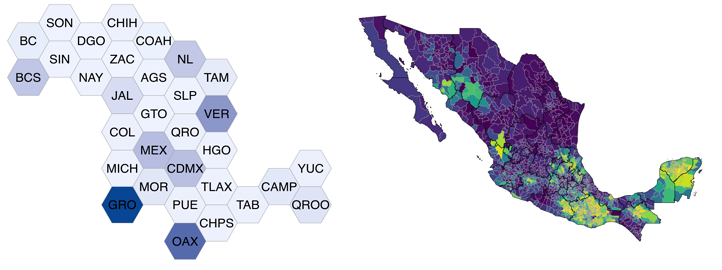 SON
CHIH
BC
DGO
COAH
SIN
ZAC
NL
BCS
NAY
AGS
TAM
JAL
SLP
GTO
VER
COL
QRO
MEX
HGO
MICH
CDMX
YUC
MOR
TLAX
CAMP
GRO
PUE
TAB
QROO
CHPS
OAX